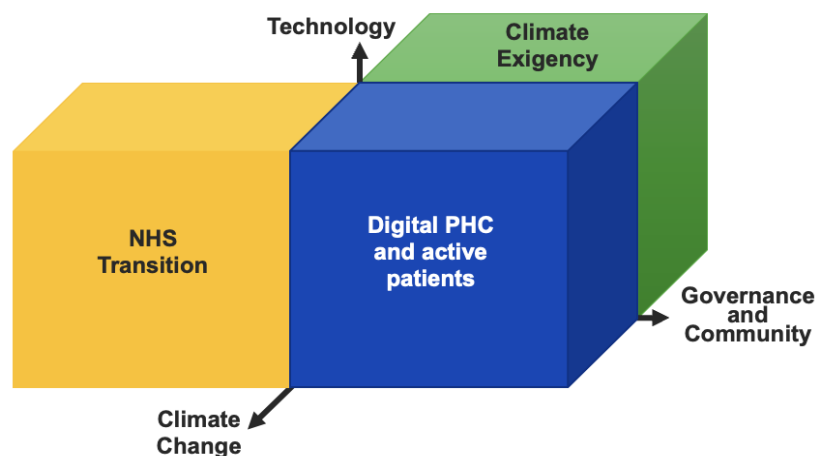 Technology
Climate
Exigency
NHS
Transition
Digital PHC
and active
patients
Governance
and
Community
Climate
Change